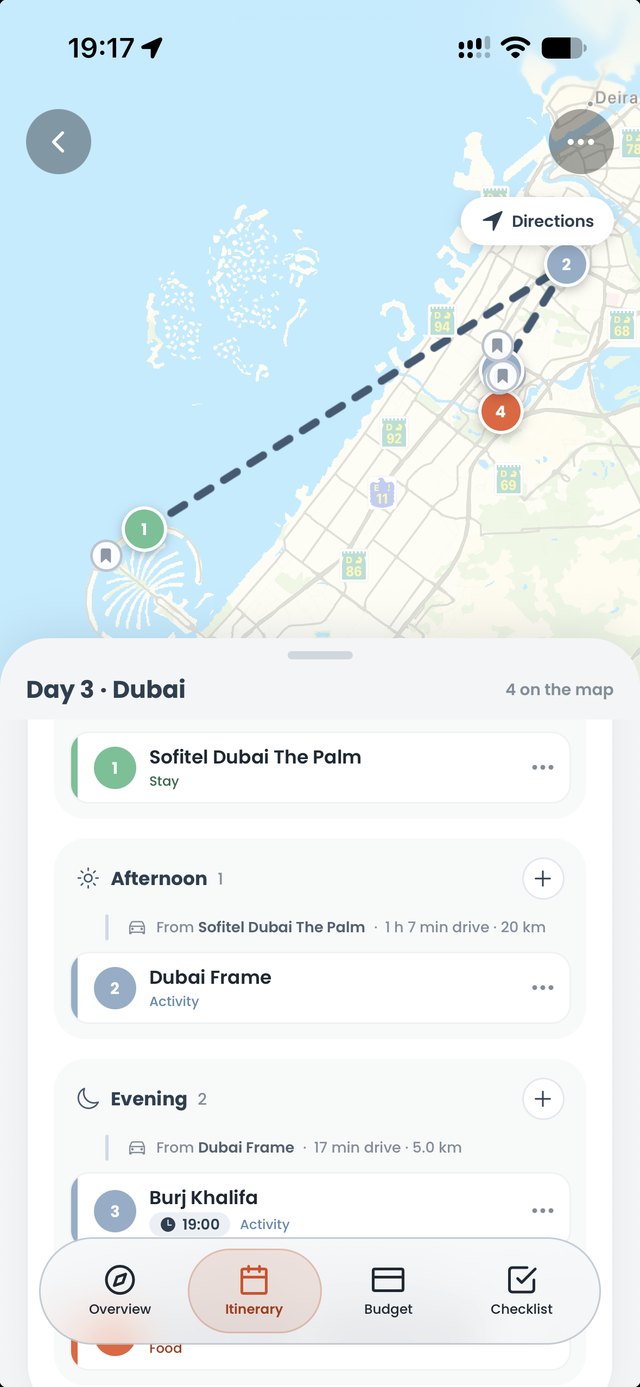 19:17
Deira
78
Directions
2
D 94
D 68
4
D 92
D 69
E 11
1
D 86
Day 3 · Dubai
4 on the map
1
Sofitel Dubai The Palm
Stay
Afternoon 1
From Sofitel Dubai The Palm · 1 h 7 min drive · 20 km
2
Dubai Frame
Activity
Evening 2
From Dubai Frame · 17 min drive · 5.0 km
3
Burj Khalifa
19:00 Activity
Overview
Itinerary
Budget
Checklist
Food